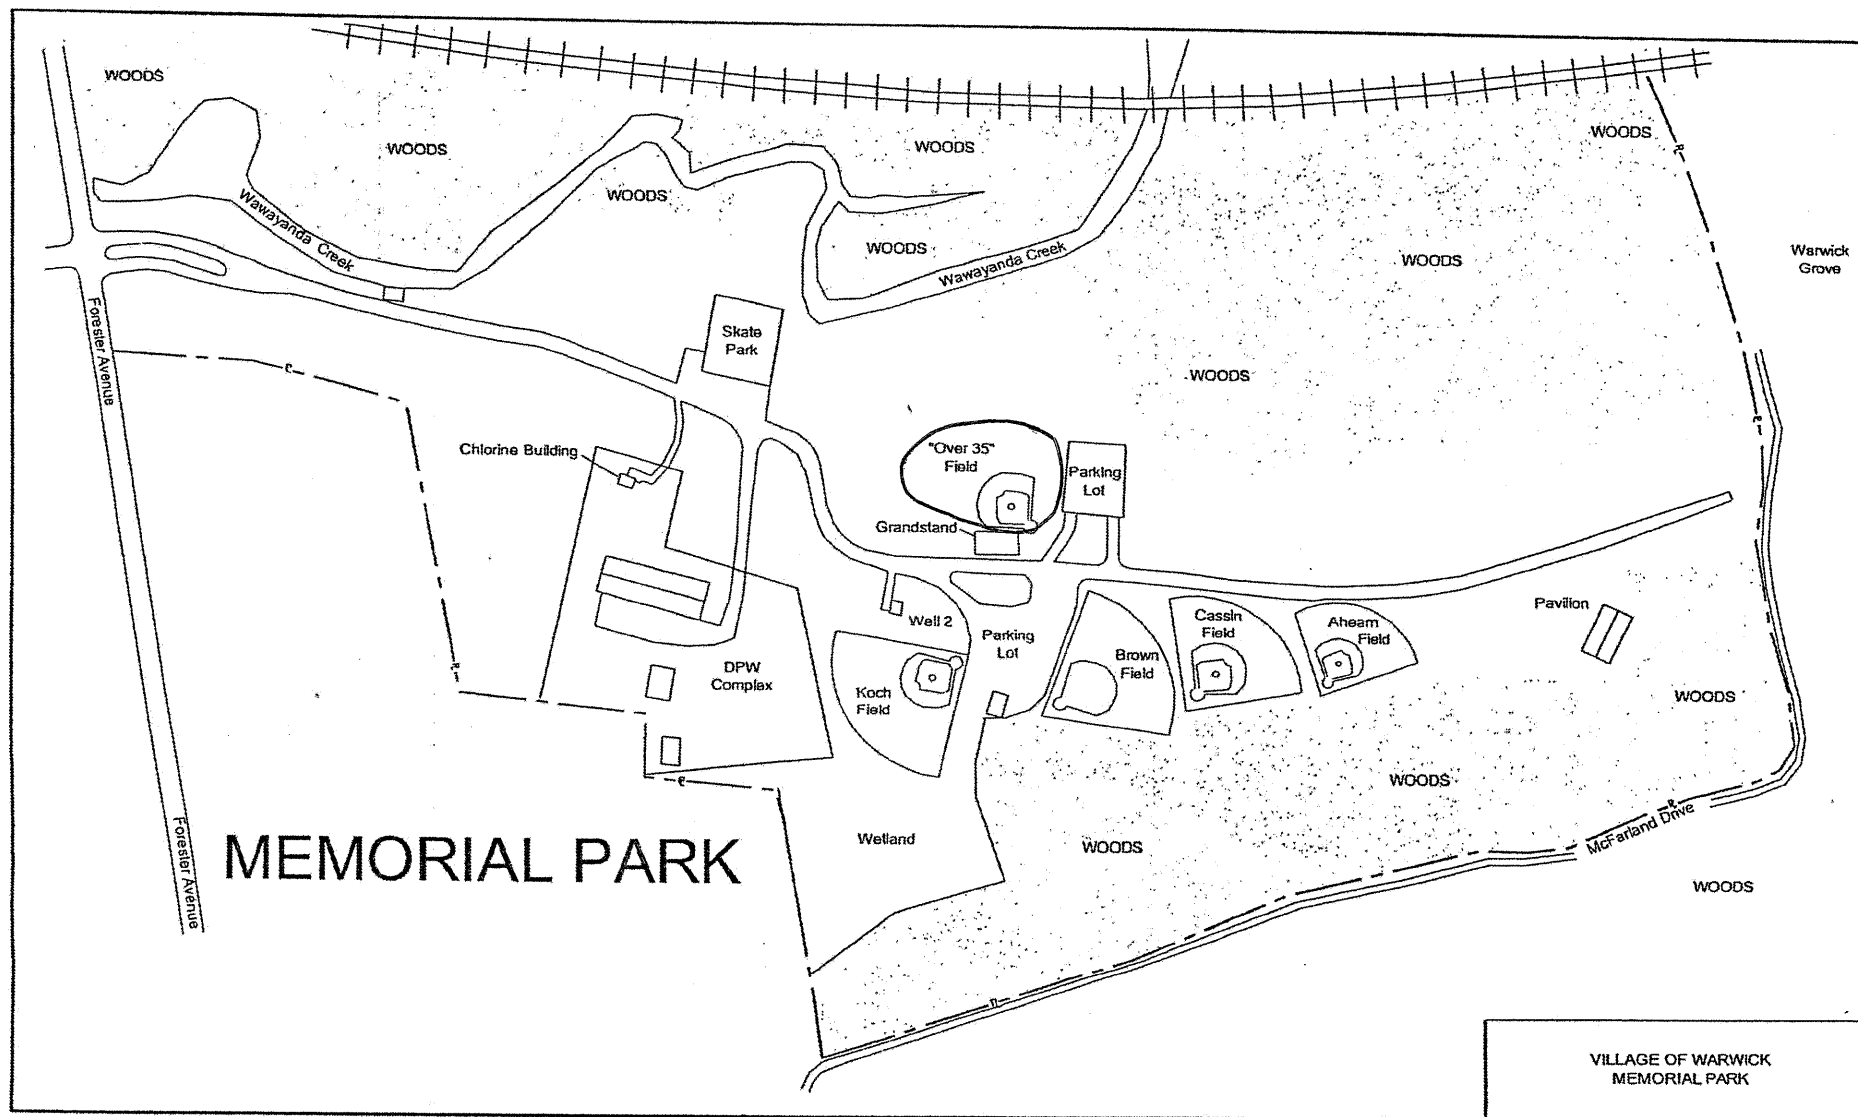 WOODS
WOODS
WOODS
WOODS
WOODS
WOODS
Wawayanda Creek
Wawayanda Creek
WOODS
Warwick
Grove
Forester Avenue
Skate
Park
WOODS
Chlorine Building
"Over 35"
Field
Parking
Lot
Grandstand
Well 2
Parking
Lot
Cassin
Field
Ahearn
Field
Pavilion
Brown
Field
DPW
Complex
Koch
Field
WOODS
WOODS
McFarland Drive
Forester Avenue
MEMORIAL PARK
Wetland
WOODS
WOODS
VILLAGE OF WARWICK
MEMORIAL PARK